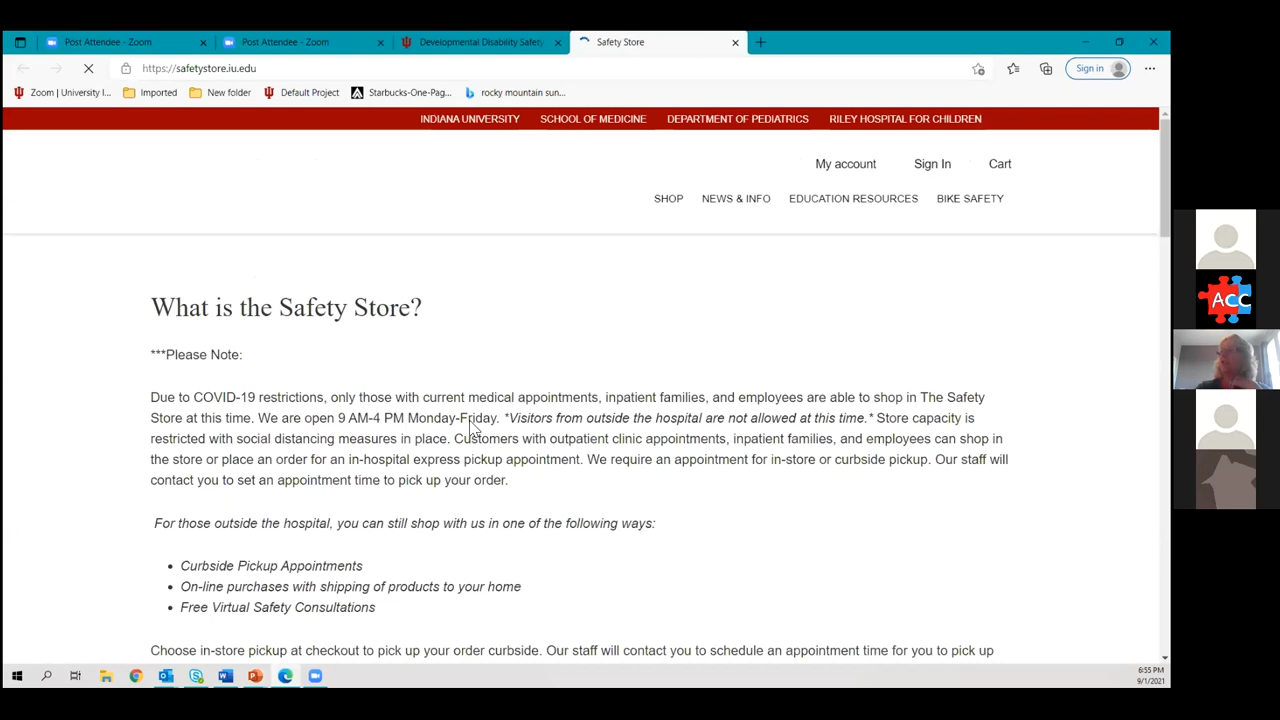 Post Attendee - Zoom
Post Attendee - Zoom
Developmental Disability Safety
Safety Store
https://safetystore.iu.edu
Sign in
Zoom | University I...
Imported
New folder
Default Project
Starbucks-One-Pag...
rocky mountain sun...
INDIANA UNIVERSITY SCHOOL OF MEDICINE DEPARTMENT OF PEDIATRICS RILEY HOSPITAL FOR CHILDREN
My account Sign In Cart
SHOP NEWS & INFO EDUCATION RESOURCES BIKE SAFETY
What is the Safety Store?
***Please Note:
Due to COVID-19 restrictions, only those with current medical appointments, inpatient families, and employees are able to shop in The Safety
Store at this time. We are open 9 AM-4 PM Monday-Friday. *Visitors from outside the hospital are not allowed at this time.* Store capacity is
restricted with social distancing measures in place. Customers with outpatient clinic appointments, inpatient families, and employees can shop in
the store or place an order for an in-hospital express pickup appointment. We require an appointment for in-store or curbside pickup. Our staff will
contact you to set an appointment time to pick up your order.
For those outside the hospital, you can still shop with us in one of the following ways:
• Curbside Pickup Appointments
• On-line purchases with shipping of products to your home
• Free Virtual Safety Consultations
Choose in-store pickup at checkout to pick up your order curbside. Our staff will contact you to schedule an appointment time for you to pick up
ACC
6:55 PM
9/1/2021